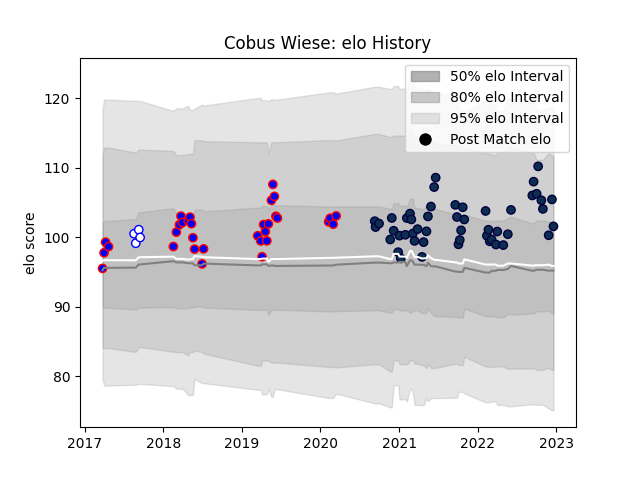 Cobus Wiese: elo History
50% elo Interval
80% elo Interval
95% elo Interval
Post Match elo
elo score
120
110
100
90
80
2017 2018 2019 2020 2021 2022 2023